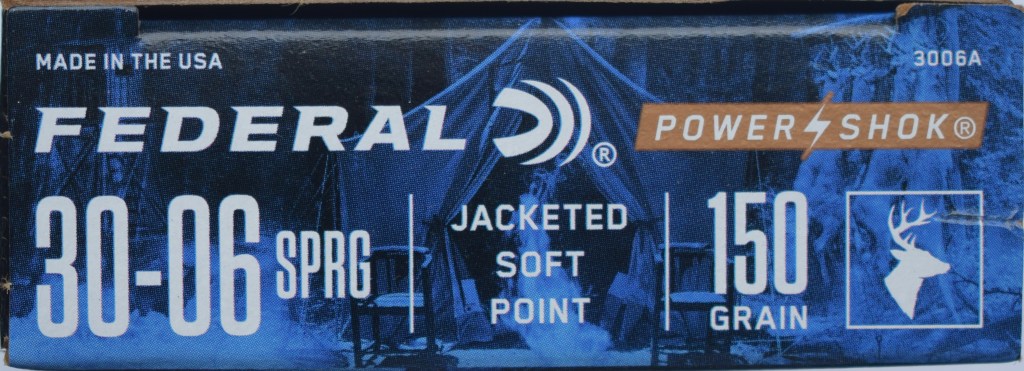 MADE IN THE USA
3006A
FEDERAL®
POWER SHOK®
30-06 SPRG
JACKETED
SOFT
POINT
150
GRAIN